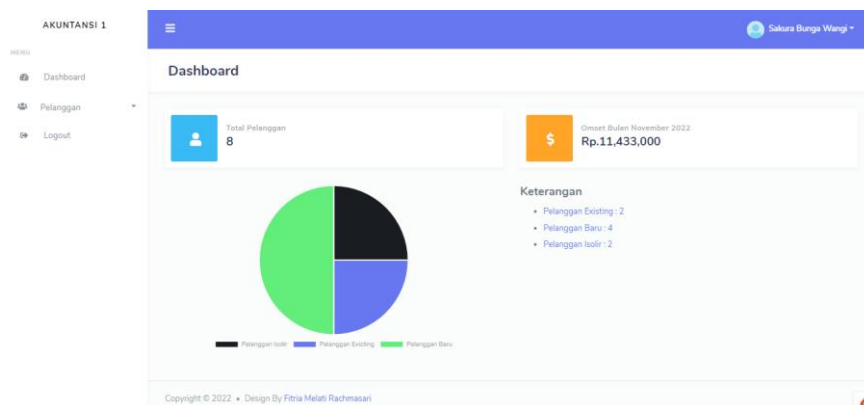 AKUNTANSI 1
Sakura Bunga Wangi
MENU
Dashboard
Pelanggan
Logout
Dashboard
Total Pelanggan
8
Omset Bulan November 2022
Rp.11,433,000
Keterangan
Pelanggan Existing : 2
Pelanggan Baru : 4
Pelanggan Isolir : 2
Pelanggan Isolir Pelanggan Existing Pelanggan Baru
Copyright © 2022 • Design By Fitria Melati Rachmasari